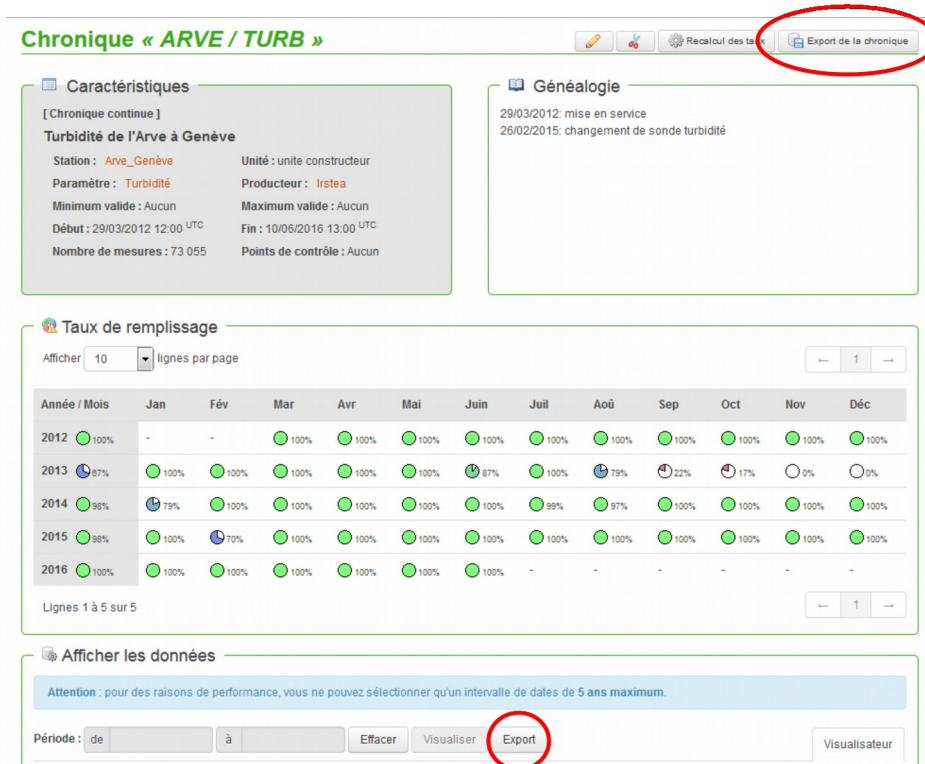 Chronique « ARVE / TURB »
Recalcul des taux
Export de la chronique
Caractéristiques
[ Chronique continue ]
Turbidité de l'Arve à Genève
Station : Arve_Genève Unité : unite constructeur
Paramètre : Turbidité Producteur : Irstea
Minimum valide : Aucun Maximum valide : Aucun
Début : 29/03/2012 12:00 UTC Fin : 10/06/2016 13:00 UTC
Nombre de mesures : 73 055 Points de contrôle : Aucun
Généalogie
29/03/2012: mise en service
26/02/2015: changement de sonde turbidité
Taux de remplissage
Afficher 10 lignes par page
← 1 →
Année / Mois Jan Fév Mar Avr Mai Juin Juil Aoû Sep Oct Nov Déc
2012 100% - - 100% 100% 100% 100% 100% 100% 100% 100% 100% 100%
2013 67% 100% 100% 100% 100% 100% 87% 100% 79% 22% 17% 0% 0%
2014 98% 79% 100% 100% 100% 100% 100% 99% 97% 100% 100% 100% 100%
2015 98% 100% 70% 100% 100% 100% 100% 100% 100% 100% 100% 100% 100%
2016 100% 100% 100% 100% 100% 100% 100% - - - - - -
Lignes 1 à 5 sur 5
← 1 →
Afficher les données
Attention : pour des raisons de performance, vous ne pouvez sélectionner qu'un intervalle de dates de 5 ans maximum.
Période : de à Effacer Visualiser Export
Visualisateur